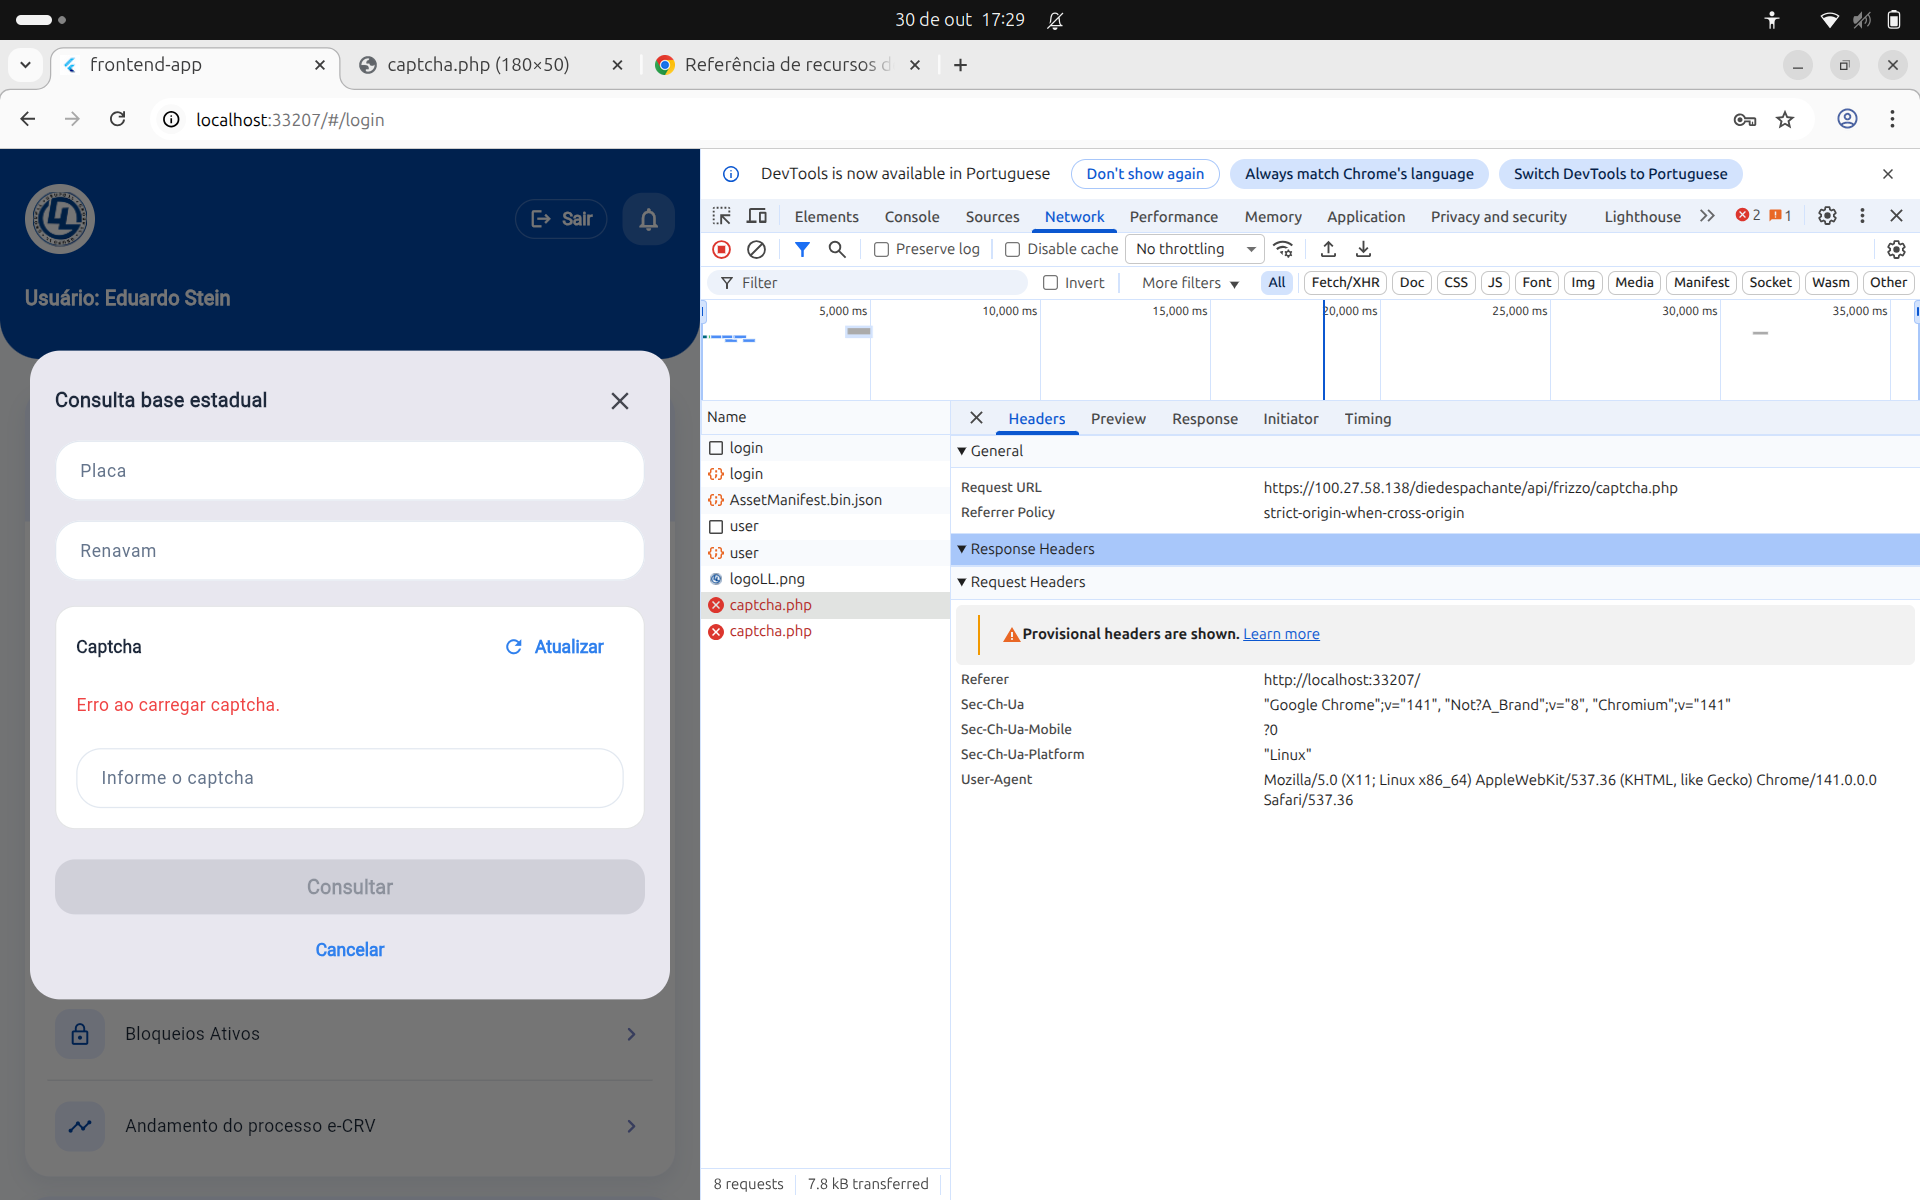 30 de out 17:29
frontend-app
captcha.php (180×50)
Referência de recursos d
localhost:33207/#/login
Sair
Usuário: Eduardo Stein
Consulta base estadual
Placa
Renavam
Captcha
Atualizar
Erro ao carregar captcha.
Informe o captcha
Consultar
Cancelar
Bloqueios Ativos
Andamento do processo e-CRV
DevTools is now available in Portuguese
Don't show again
Always match Chrome's language
Switch DevTools to Portuguese
Elements Console Sources Network Performance Memory Application Privacy and security Lighthouse 2 1
Preserve log Disable cache No throttling
Filter Invert More filters All Fetch/XHR Doc CSS JS Font Img Media Manifest Socket Wasm Other
5,000 ms 10,000 ms 15,000 ms 20,000 ms 25,000 ms 30,000 ms 35,000 ms
Name
login
login
AssetManifest.bin.json
user
user
logoLL.png
captcha.php
captcha.php
8 requests 7.8 kB transferred
Headers Preview Response Initiator Timing
General
Request URL https://100.27.58.138/diedespachante/api/frizzo/captcha.php
Referrer Policy strict-origin-when-cross-origin
Response Headers
Request Headers
Provisional headers are shown. Learn more
Referer http://localhost:33207/
Sec-Ch-Ua "Google Chrome";v="141", "Not?A_Brand";v="8", "Chromium";v="141"
Sec-Ch-Ua-Mobile ?0
Sec-Ch-Ua-Platform "Linux"
User-Agent Mozilla/5.0 (X11; Linux x86_64) AppleWebKit/537.36 (KHTML, like Gecko) Chrome/141.0.0.0
Safari/537.36